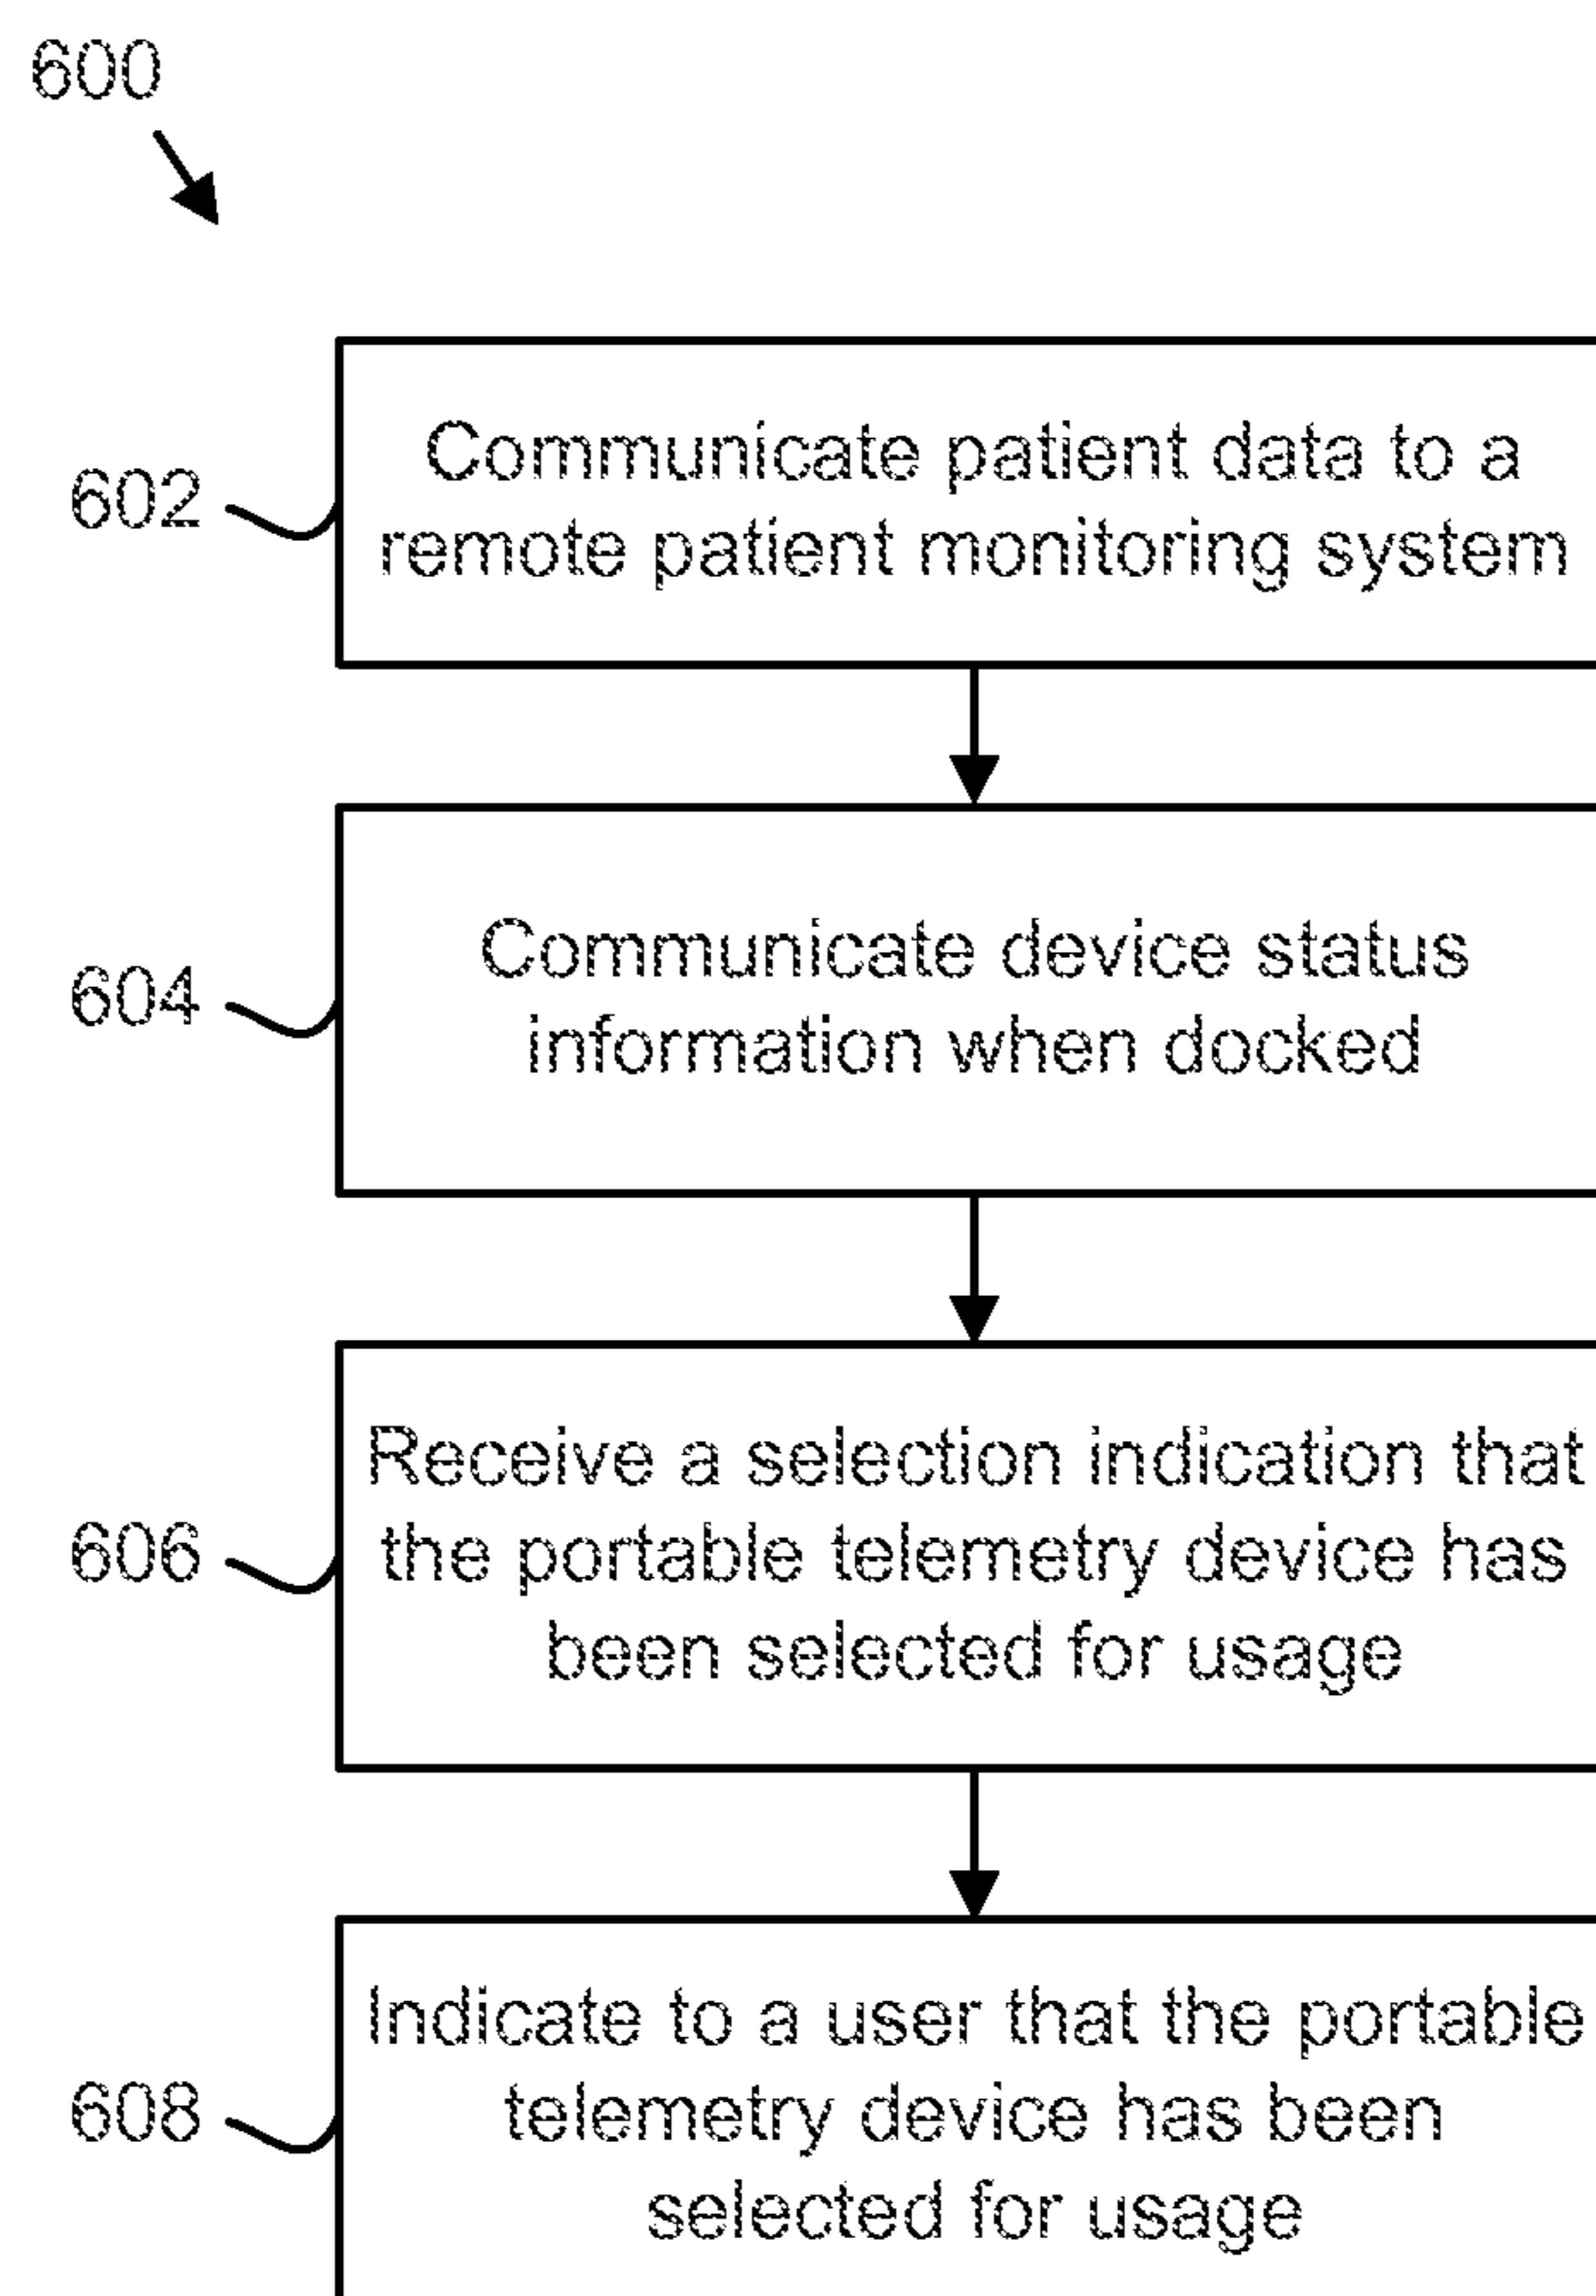 600
602
Communicate patient data to a
remote patient monitoring system
604
Communicate device status
information when docked
606
Receive a selection indication that
the portable telemetry device has
been selected for usage
608
Indicate to a user that the portable
telemetry device has been
selected for usage